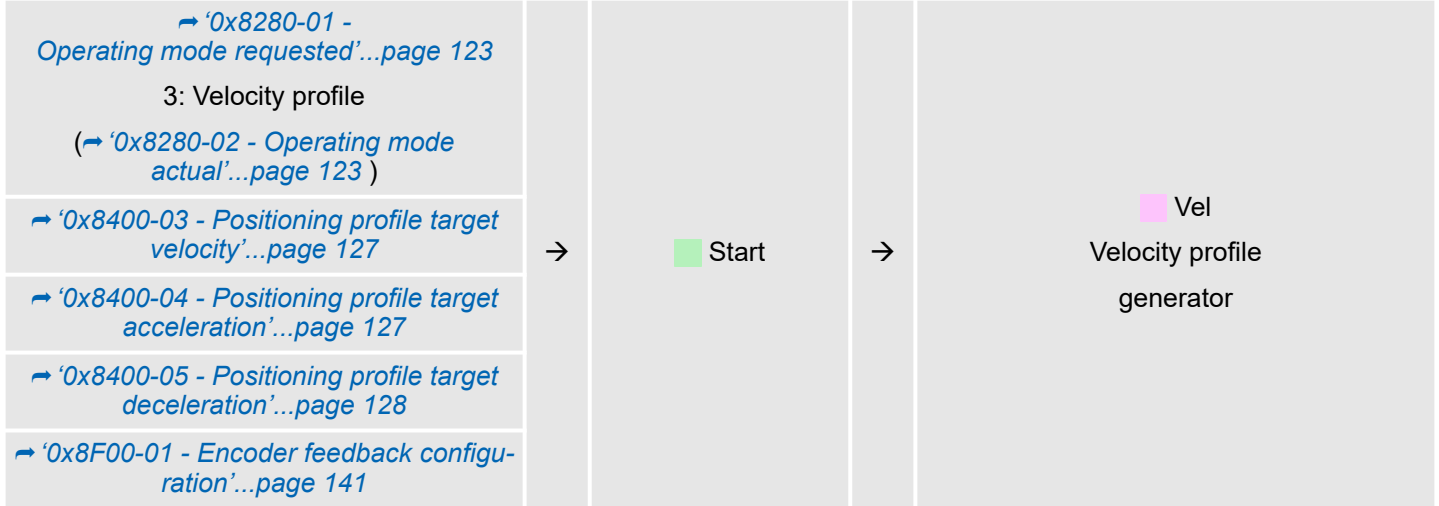 ➦ ‘0x8280-01 -
Operating mode requested’...page 123
3: Velocity profile
(➦ ‘0x8280-02 - Operating mode
actual’...page 123 )
➦ ‘0x8400-03 - Positioning profile target
velocity’...page 127
➦ ‘0x8400-04 - Positioning profile target
acceleration’...page 127
➦ ‘0x8400-05 - Positioning profile target
deceleration’...page 128
➦ ‘0x8F00-01 - Encoder feedback configu-
ration’...page 141
→
Start
→
Vel
Velocity profile
generator